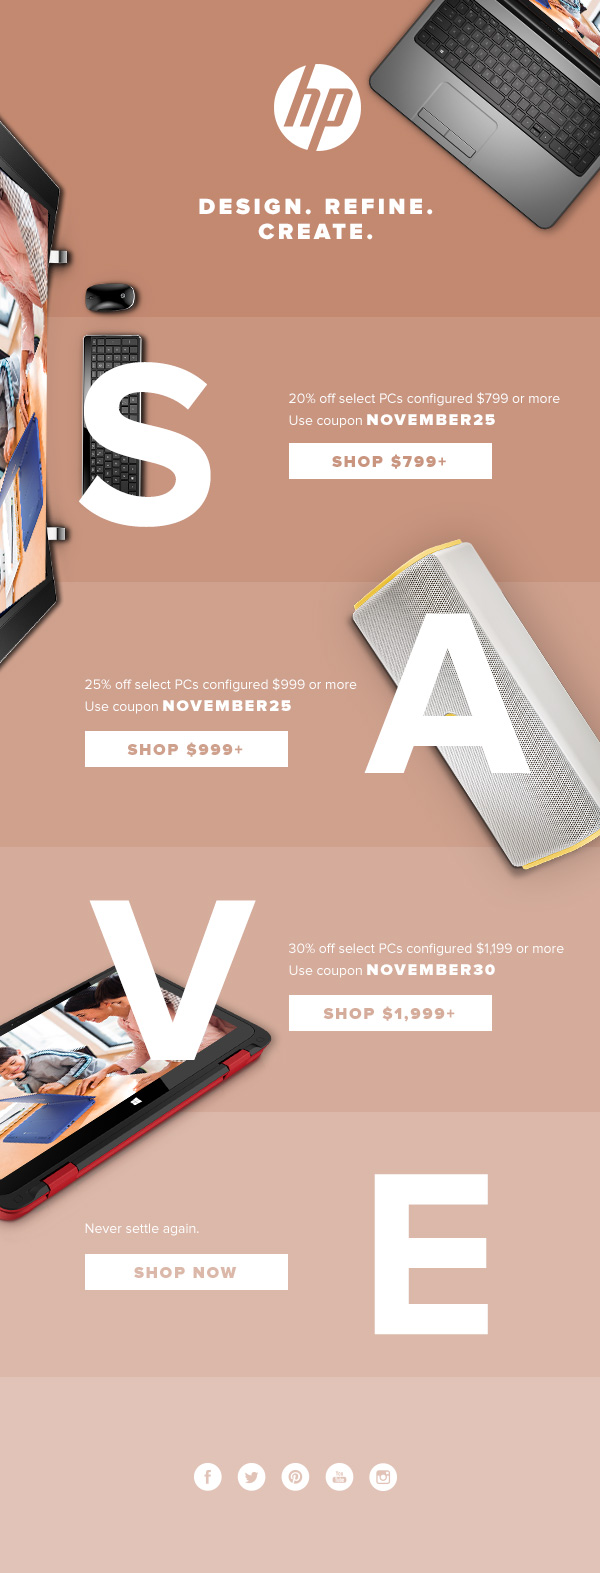 hp
DESIGN. REFINE.
CREATE.
S
20% off select PCs configured $799 or more
Use coupon NOVEMBER25
SHOP $799+
A
25% off select PCs configured $999 or more
Use coupon NOVEMBER25
SHOP $999+
V
30% off select PCs configured $1,199 or more
Use coupon NOVEMBER30
SHOP $1,999+
E
Never settle again.
SHOP NOW